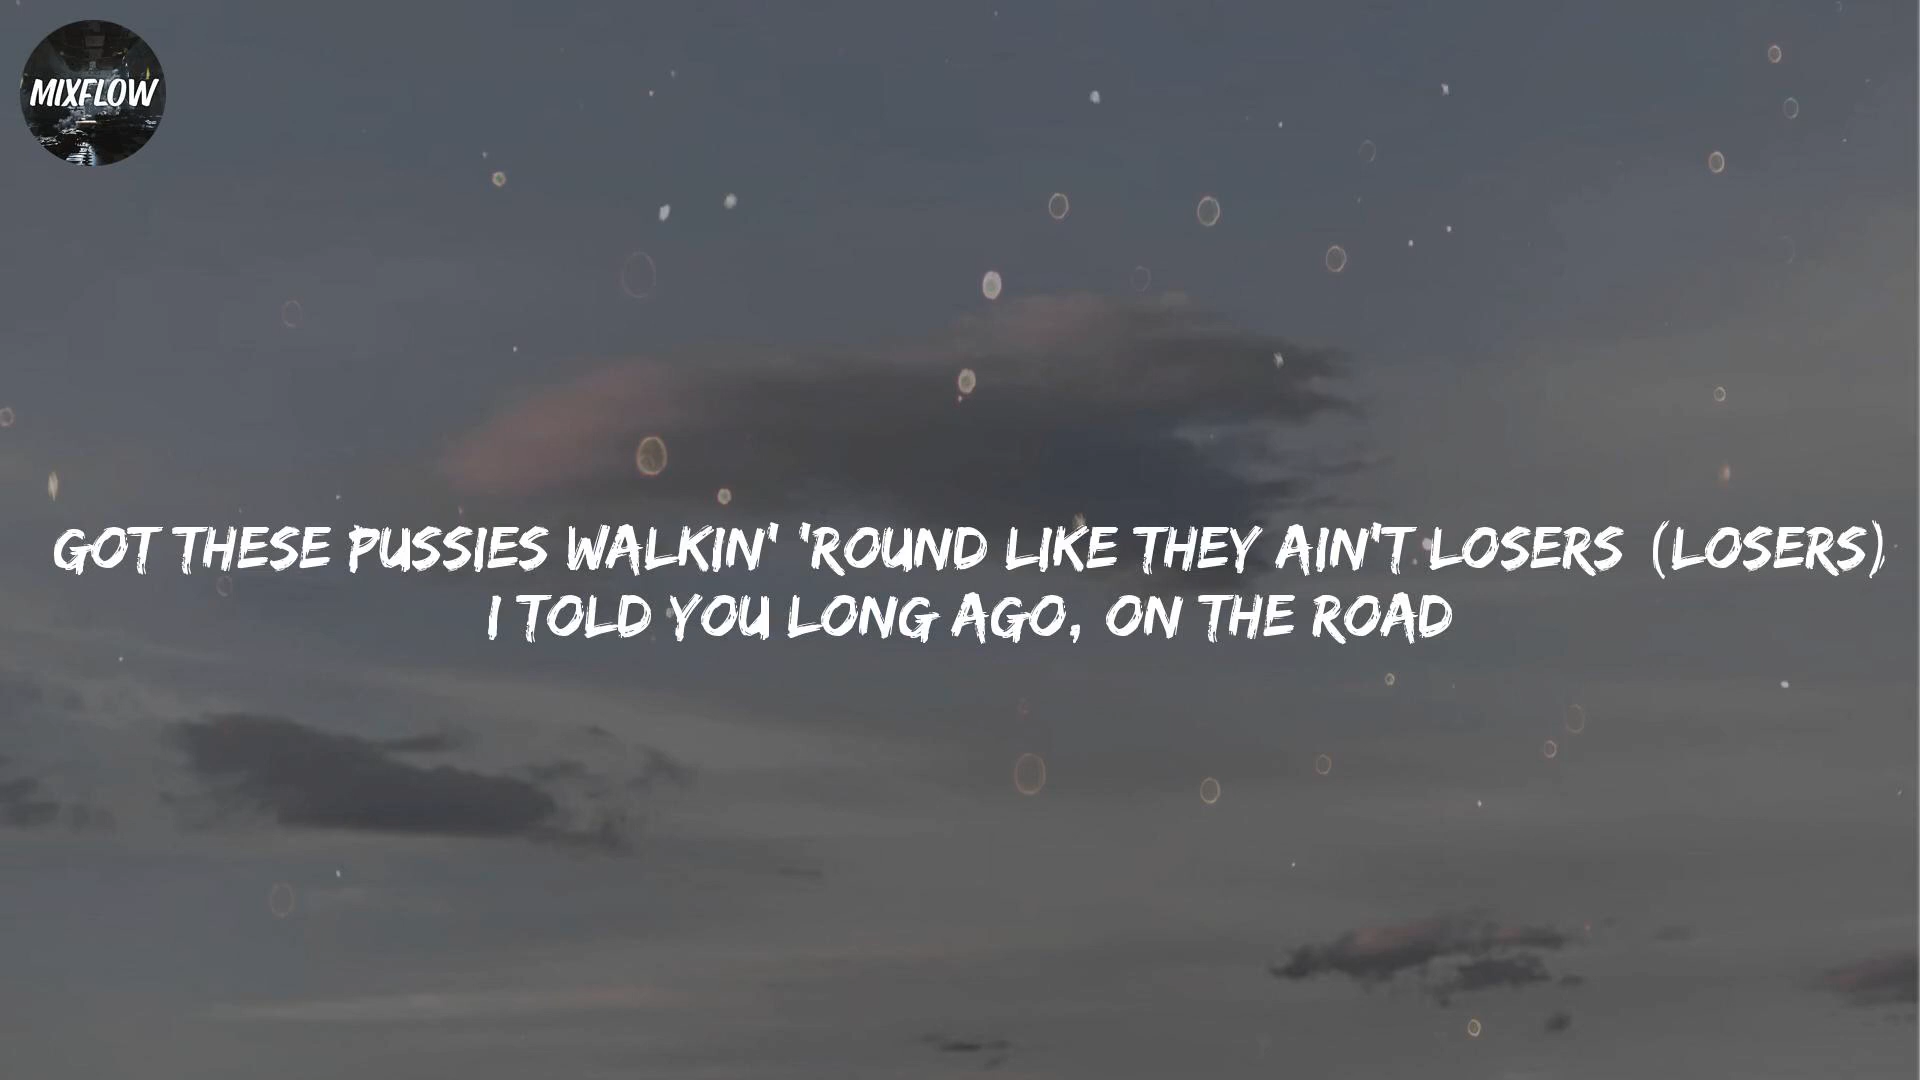 MIXFLOW
GOT THESE PUSSIES WALKIN' 'ROUND LIKE THEY AIN'T LOSERS (LOSERS)
I TOLD YOU LONG AGO, ON THE ROAD